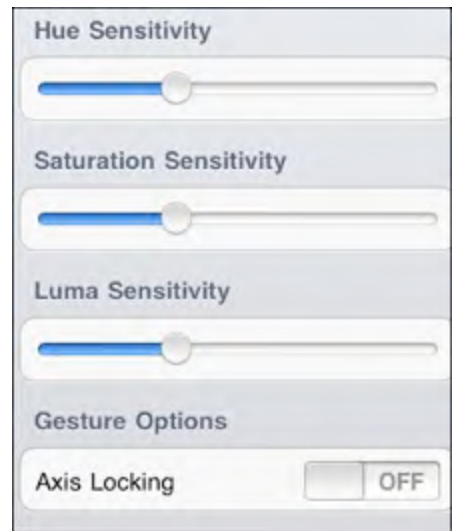 Hue Sensitivity
Saturation Sensitivity
Luma Sensitivity
Gesture Options
Axis Locking OFF